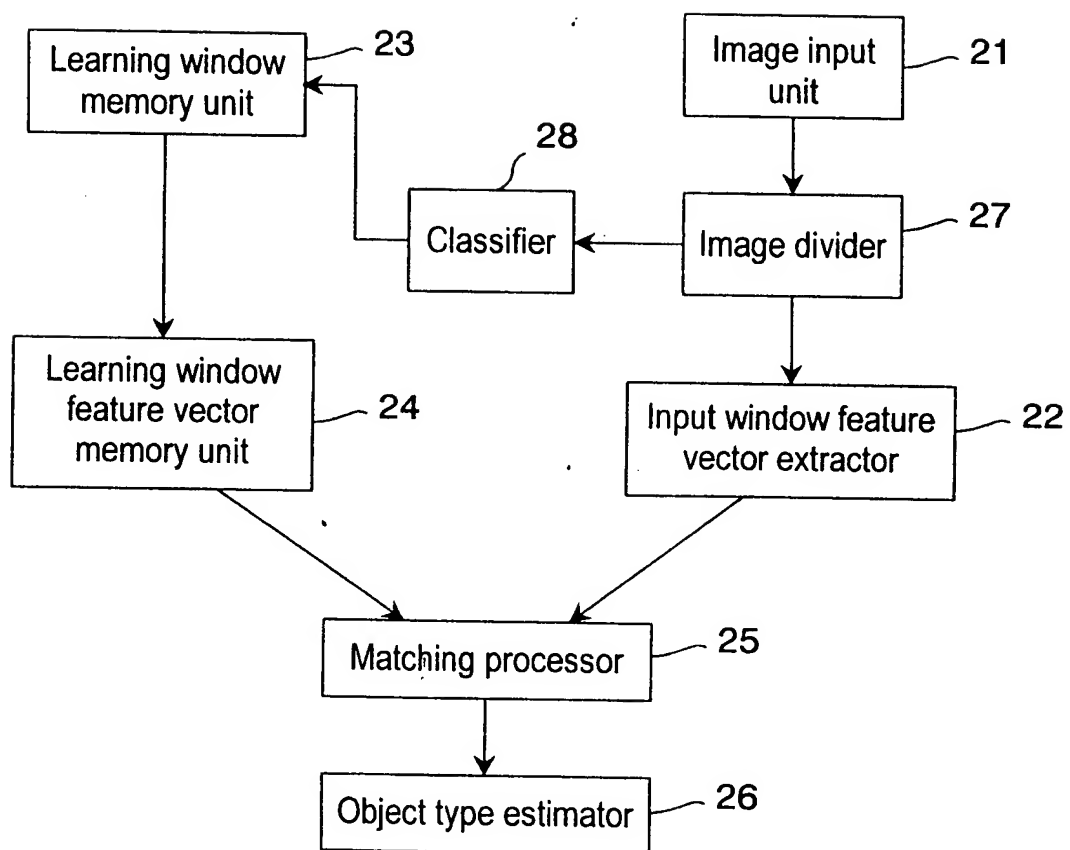 Learning window
memory unit
23
Image input
unit
21
28
Classifier
Image divider
27
Learning window
feature vector
memory unit
24
Input window feature
vector extractor
22
Matching processor
25
Object type estimator
26